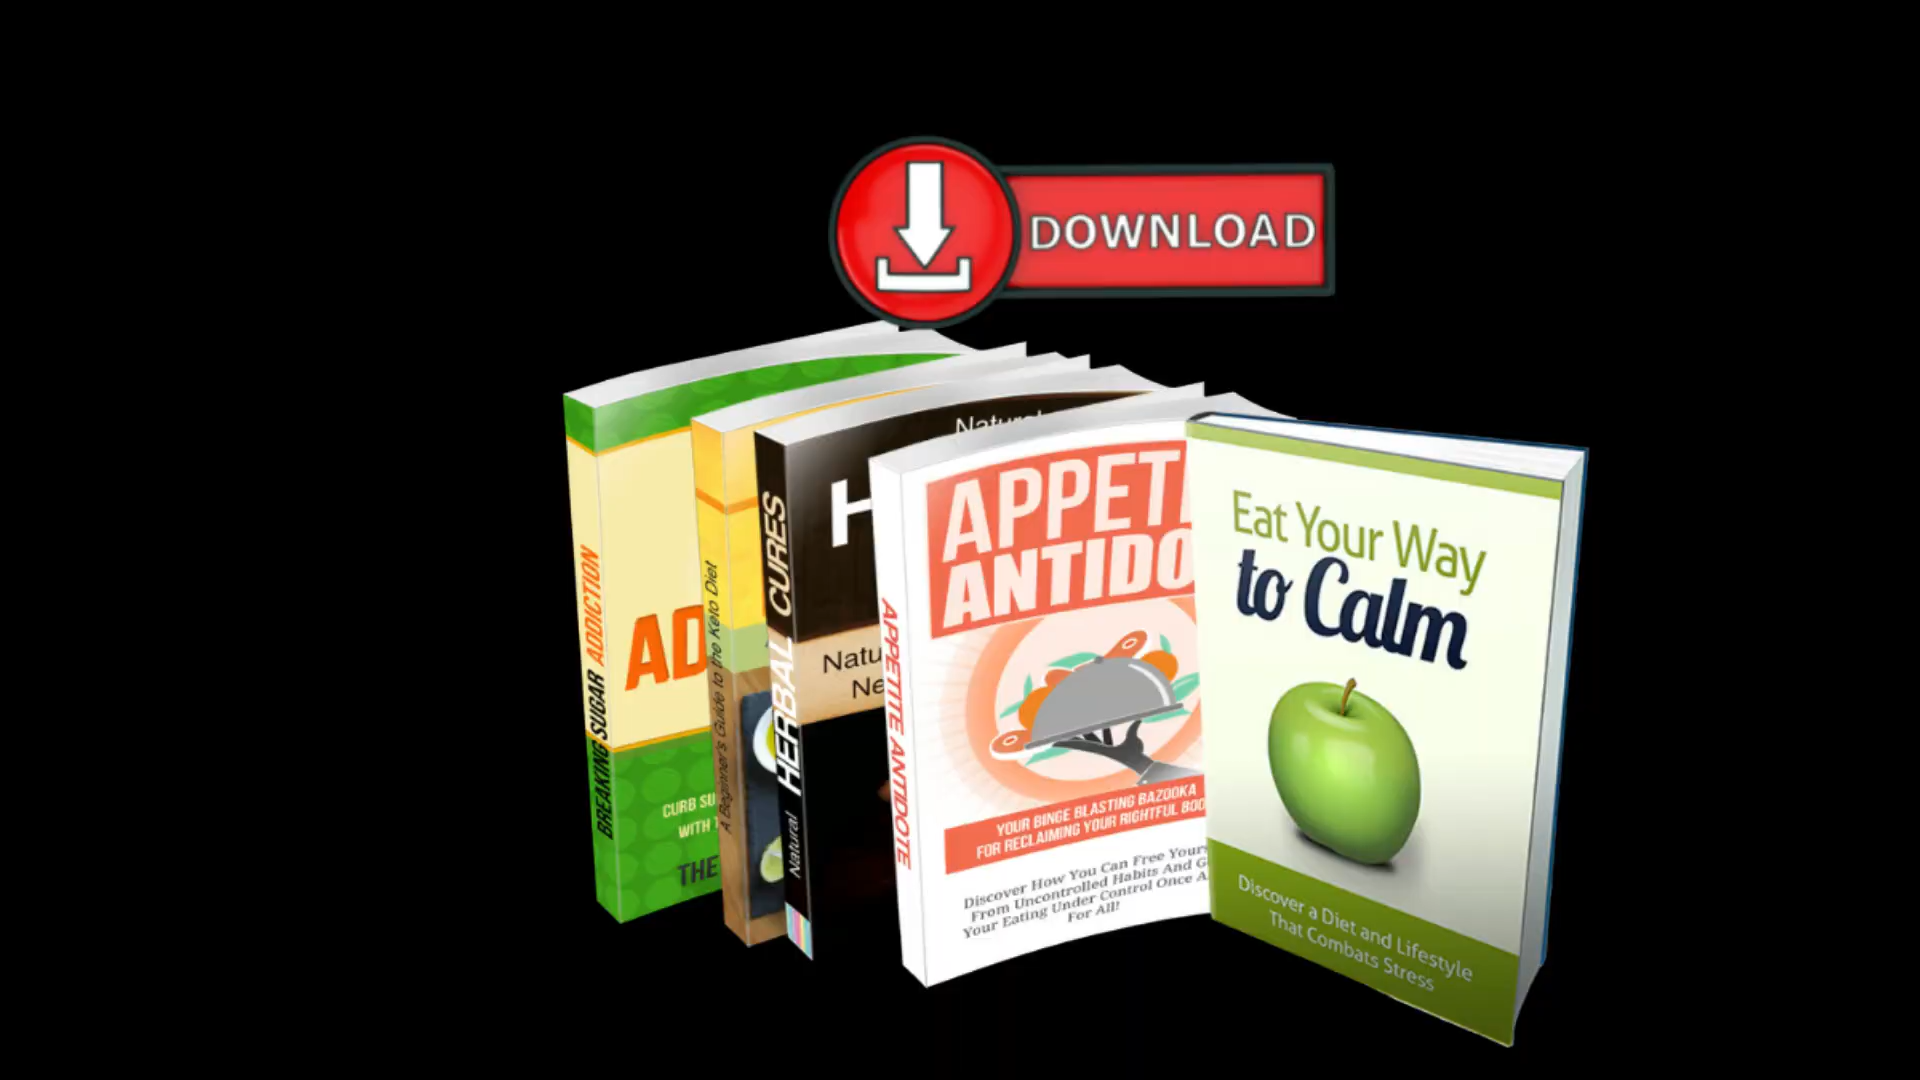 DOWNLOAD
BREAKING SUGAR ADDICTION
AD
CURB SU
WITH T
THE
A Beginner's Guide to the Keto Diet
Natural HERBAL CURES
Natural
H
Natu
Ne
APPETITE ANTIDOTE
APPETI
ANTIDO
YOUR BINGE BLASTING BAZOOKA
FOR RECLAIMING YOUR RIGHTFUL BOD
Discover How You Can Free Yours
From Uncontrolled Habits And G
Your Eating Under Control Once A
For All!
Eat Your Way
to Calm
Discover a Diet and Lifestyle
That Combats Stress